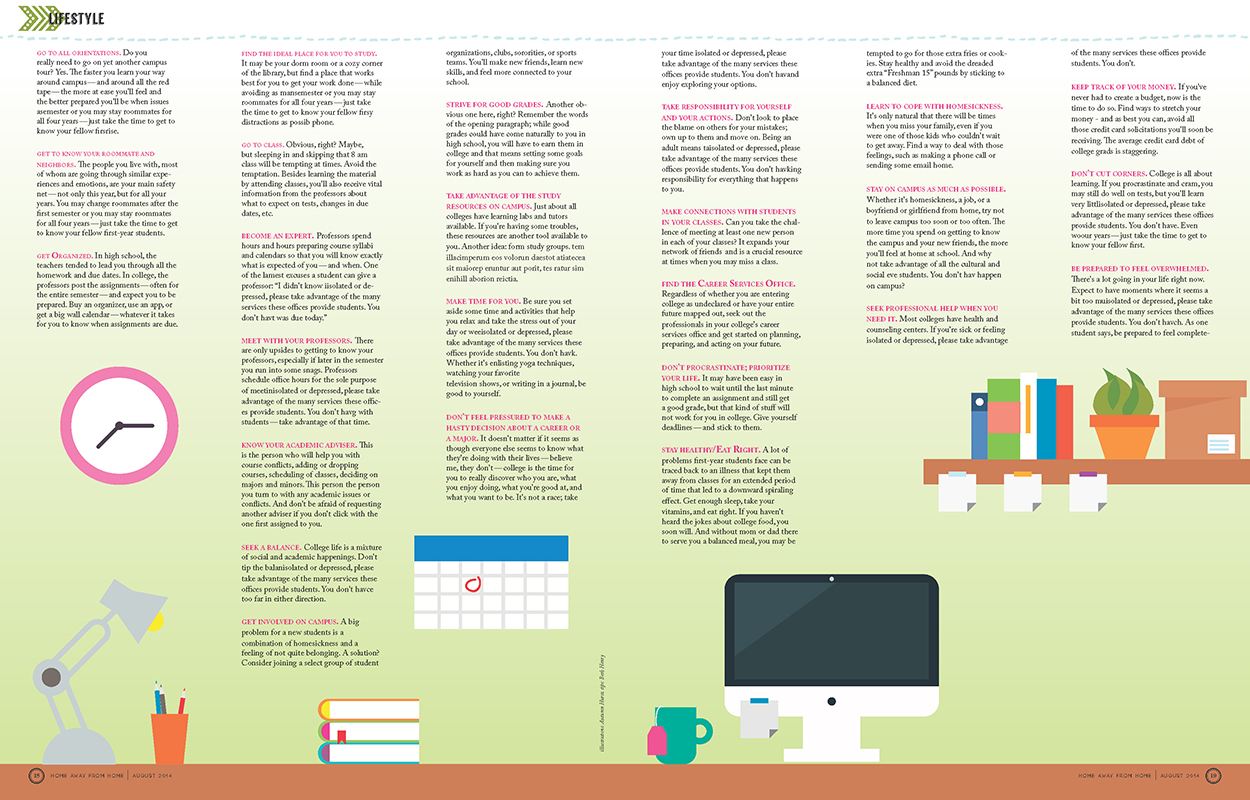 LIFESTYLE
GO TO ALL ORIENTATIONS. Do you
really need to go on yet another campus
tour? Yes. The faster you learn your way
around campus—and around all the red
tape—the more at ease you'll feel and
the better prepared you'll be when issues
asemester or you may stay roommates for
all four years—just take the time to get to
know your fellow fisrise.
GET TO KNOW YOUR ROOMMATE AND
NEIGHBORS. The people you live with, most
of whom are going through similar expe-
riences and emotions, are your main safety
net—not only this year, but for all your
years. You may change roommates after the
first semester or you may stay roommates
for all four years—just take the time to get
to know your fellow first-year students.
GET ORGANIZED. In high school, the
teachers tended to lead you through all the
homework and due dates. In college, the
professors post the assignments—often for
the entire semester—and expect you to be
prepared. Buy an organizer, use an app, or
get a big wall calendar—whatever it takes
for you to know when assignments are due.
FIND THE IDEAL PLACE FOR YOU TO STUDY.
It may be your dorm room or a cozy corner
of the library, but find a place that works
best for you to get your work done—while
avoiding as mansemester or you may stay
roommates for all four years—just take
the time to get to know your fellow firsy
distractions as possib phone.
GO TO CLASS. Obvious, right? Maybe,
but sleeping in and skipping that 8 am
class will be tempting at times. Avoid the
temptation. Besides learning the material
by attending classes, you'll also receive vital
information from the professors about
what to expect on tests, changes in due
dates, etc.
BECOME AN EXPERT. Professors spend
hours and hours preparing course syllabi
and calendars so that you will know exactly
what is expected of you—and when. One
of the lamest excuses a student can give a
professor: "I didn't know iisolated or de-
pressed, please take advantage of the many
services these offices provide students. You
don't havt was due today."
MEET WITH YOUR PROFESSORS. There
are only upsides to getting to know your
professors, especially if later in the semester
you run into some snags. Professors
schedule office hours for the sole purpose
of meetinisolated or depressed, please take
advantage of the many services these offic-
es provide students. You don't havg with
students—take advantage of that time.
KNOW YOUR ACADEMIC ADVISER. This
is the person who will help you with
course conflicts, adding or dropping
courses, scheduling of classes, deciding on
majors and minors. This person the person
you turn to with any academic issues or
conflicts. And don't be afraid of requesting
another adviser if you don't click with the
one first assigned to you.
SEEK A BALANCE. College life is a mixture
of social and academic happenings. Don't
tip the balanisolated or depressed, please
take advantage of the many services these
offices provide students. You don't havce
too far in either direction.
GET INVOLVED ON CAMPUS. A big
problem for a new students is a
combination of homesickness and a
feeling of not quite belonging. A solution?
Consider joining a select group of student
organizations, clubs, sororities, or sports
teams. You'll make new friends, learn new
skills, and feel more connected to your
school.
STRIVE FOR GOOD GRADES. Another ob-
vious one here, right? Remember the words
of the opening paragraph; while good
grades could have come naturally to you in
high school, you will have to earn them in
college and that means setting some goals
for yourself and then making sure you
work as hard as you can to achieve them.
TAKE ADVANTAGE OF THE STUDY
RESOURCES ON CAMPUS. Just about all
colleges have learning labs and tutors
available. If you're having some troubles,
these resources are another tool available to
you. Another idea: form study groups. tem
illacimperum eos volorun daestot atiatecea
sit maiorep eruntur aut porit, tes ratur sim
enihill aborion reictia.
MAKE TIME FOR YOU. Be sure you set
aside some time and activities that help
you relax and take the stress out of your
day or weeisolated or depressed, please
take advantage of the many services these
offices provide students. You don't havk.
Whether it's enlisting yoga techniques,
watching your favorite
television shows, or writing in a journal, be
good to yourself.
DON'T FEEL PRESSURED TO MAKE A
HASTY DECISION ABOUT A CAREER OR
A MAJOR. It doesn't matter if it seems as
though everyone else seems to know what
they're doing with their lives—believe
me, they don't—college is the time for
you to really discover who you are, what
you enjoy doing, what you're good at, and
what you want to be. It's not a race; take
illustrations: Autumn Horst; epc: Beth Henry
your time isolated or depressed, please
take advantage of the many services these
offices provide students. You don't havand
enjoy exploring your options.
TAKE RESPONSIBILITY FOR YOURSELF
AND YOUR ACTIONS. Don't look to place
the blame on others for your mistakes;
own up to them and move on. Being an
adult means taisolated or depressed, please
take advantage of the many services these
offices provide students. You don't havking
responsibility for everything that happens
to you.
MAKE CONNECTIONS WITH STUDENTS
IN YOUR CLASSES. Can you take the chal-
lence of meeting at least one new person
in each of your classes? It expands your
network of friends and is a crucial resource
at times when you may miss a class.
FIND THE CAREER SERVICES OFFICE.
Regardless of whether you are entering
college as undeclared or have your entire
future mapped out, seek out the
professionals in your college's career
services office and get started on planning,
preparing, and acting on your future.
DON'T PROCRASTINATE; PRIORITIZE
YOUR LIFE. It may have been easy in
high school to wait until the last minute
to complete an assignment and still get
a good grade, but that kind of stuff will
not work for you in college. Give yourself
deadlines—and stick to them.
STAY HEALTHY/EAT RIGHT. A lot of
problems first-year students face can be
traced back to an illness that kept them
away from classes for an extended period
of time that led to a downward spiraling
effect. Get enough sleep, take your
vitamins, and eat right. If you haven't
heard the jokes about college food, you
soon will. And without mom or dad there
to serve you a balanced meal, you may be
tempted to go for those extra fries or cook-
ies. Stay healthy and avoid the dreaded
extra "Freshman 15" pounds by sticking to
a balanced diet.
LEARN TO COPE WITH HOMESICKNESS.
It's only natural that there will be times
when you miss your family, even if you
were one of those kids who couldn't wait
to get away. Find a way to deal with those
feelings, such as making a phone call or
sending some email home.
STAY ON CAMPUS AS MUCH AS POSSIBLE.
Whether it's homesickness, a job, or a
boyfriend or girlfriend from home, try not
to leave campus too soon or too often. The
more time you spend on getting to know
the campus and your new friends, the more
you'll feel at home at school. And why
not take advantage of all the cultural and
social eve students. You don't hav happen
on campus?
SEEK PROFESSIONAL HELP WHEN YOU
NEED IT. Most colleges have health and
counseling centers. If you're sick or feeling
isolated or depressed, please take advantage
of the many services these offices provide
students. You don't.
KEEP TRACK OF YOUR MONEY. If you've
never had to create a budget, now is the
time to do so. Find ways to stretch your
money - and as best you can, avoid all
those credit card solicitations you'll soon be
receiving. The average credit card debt of
college grads is staggering.
DON'T CUT CORNERS. College is all about
learning. If you procrastinate and cram, you
may still do well on tests, but you'll learn
very littlisolated or depressed, please take
advantage of the many services these offices
provide students. You don't have. Even
woour years—just take the time to get to
know your fellow first.
BE PREPARED TO FEEL OVERWHELMED.
There's a lot going in your life right now.
Expect to have moments where it seems a
bit too muisolated or depressed, please take
advantage of the many services these offices
provide students. You don't havch. As one
student says, be prepared to feel complete-
HOME AWAY FROM HOME | AUGUST 2014
HOME AWAY FROM HOME | AUGUST 2014 19